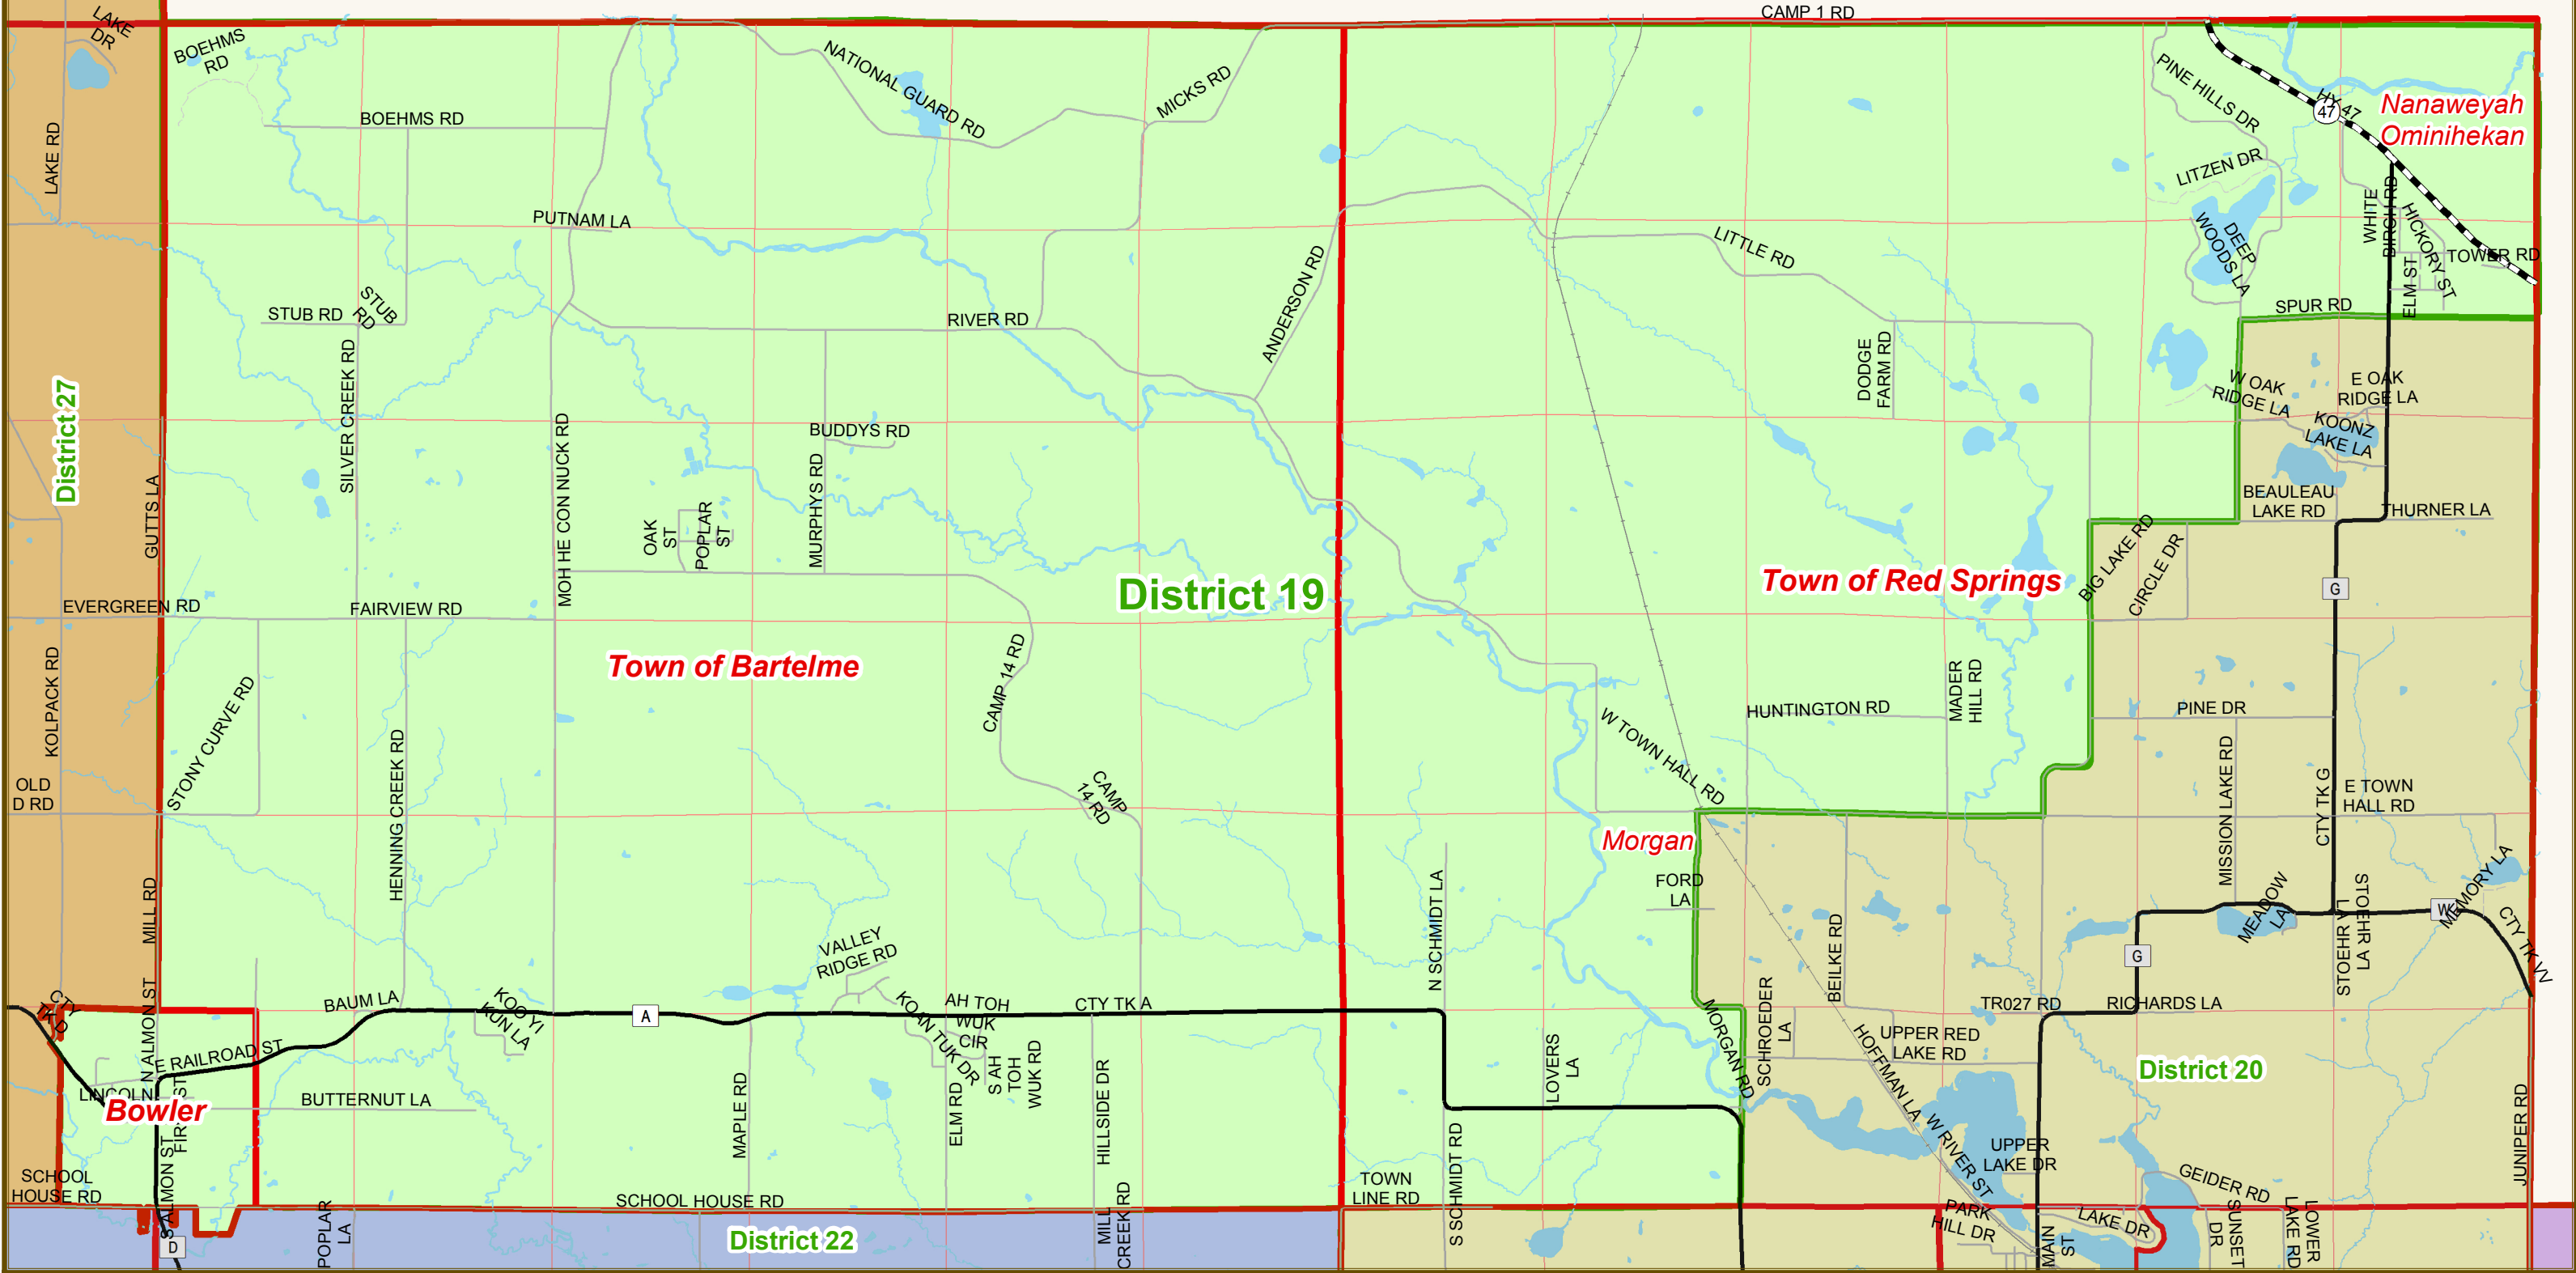 CAMP 1 RD
LAKE
DR
BOEHMS
RD
NATIONAL GUARD RD
MICKS RD
PINE HILLS DR
HY 47
47
Nanaweyah
Ominihekan
LAKE RD
BOEHMS RD
LITZEN DR
PUTNAM LA
WHITE
BIRCH RD
HICKORY ST
DEEP
WOODS LA
LITTLE RD
TOWER RD
ELM ST
ANDERSON RD
STUB RD
STUB
RD
RIVER RD
SPUR RD
SILVER CREEK RD
DODGE
FARM RD
W OAK
RIDGE LA
E OAK
RIDGE LA
District 27
KOONZ
LAKE LA
BUDDYS RD
GUTTS LA
MOH HE CON NUCK RD
MURPHYS RD
BEAULEAU
LAKE RD
THURNER LA
OAK
ST
POPLAR
ST
BIG LAKE RD
CIRCLE DR
District 19
Town of Red Springs
G
EVERGREEN RD
FAIRVIEW RD
Town of Bartelme
CAMP 14 RD
KOLPACK RD
STONY CURVE RD
MADER
HILL RD
HUNTINGTON RD
PINE DR
W TOWN HALL RD
HENNING CREEK RD
MISSION LAKE RD
OLD
D RD
CAMP
14 RD
CTY TK G
E TOWN
HALL RD
Morgan
FORD
LA
MILL RD
N SCHMIDT LA
MEADOW
LA
STOEHR LA
STOEHR
LA
W
MEMORY LA
CTY TK VV
VALLEY
RIDGE RD
BEILKE RD
G
CTY
TK D
N ALMON ST
BAUM LA
KOO YI
KUN LA
A
KOAN TUK DR
AH TOH
WUK
CIR
CTY TK A
MORGAN RD
SCHROEDER
LA
TR027 RD
RICHARDS LA
E RAILROAD ST
UPPER RED
LAKE RD
HOFFMAN LA
S AH
TOH
WUK RD
LOVERS
LA
District 20
LINCOLN
Bowler
BUTTERNUT LA
MAPLE RD
ELM RD
HILLSIDE DR
JUNIPER RD
S SCHMIDT RD
W RIVER ST
UPPER
LAKE DR
SCHOOL
HOUSE RD
S ALMON ST
SCHOOL HOUSE RD
TOWN
LINE RD
GEIDER RD
POPLAR
LA
District 22
MILL
CREEK RD
PARK
HILL DR
LAKE DR
MAIN
ST
SUNSET
DR
LOWER
LAKE RD
D